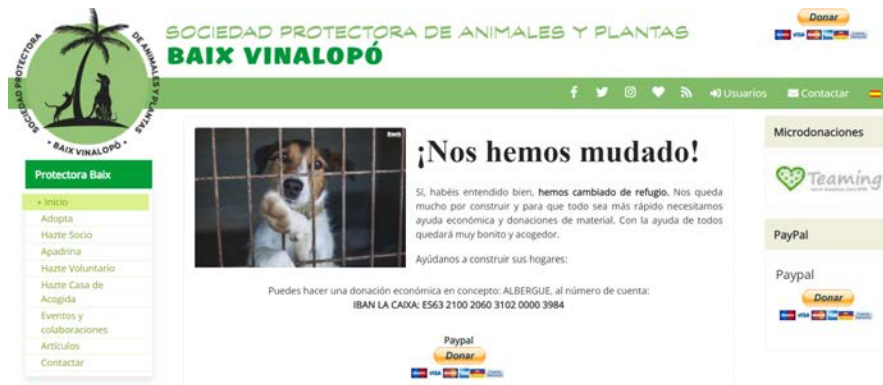 SOCIEDAD PROTECTORA DE ANIMALES Y PLANTAS
BAIX VINALOPÓ
Donar
VISA
SOCIEDAD PROTECTORA DE ANIMALES Y PLANTAS
• BAIX VINALOPÓ •
Usuarios
Contactar
Protectora Baix
Inicio
Adopta
Hazte Socio
Apadrina
Hazte Voluntario
Hazte Casa de
Acogida
Eventos y
colaboraciones
Artículos
Contactar
¡Nos hemos mudado!
Sí, habéis entendido bien, hemos cambiado de refugio. Nos queda
mucho por construir y para que todo sea más rápido necesitamos
ayuda económica y donaciones de material. Con la ayuda de todos
quedará muy bonito y acogedor.
Ayúdanos a construir sus hogares:
Puedes hacer una donación económica en concepto: ALBERGUE, al número de cuenta:
IBAN LA CAIXA: ES63 2100 2060 3102 0000 3984
Paypal
Donar
VISA
Microdonaciones
Teaming
PayPal
Paypal
Donar
VISA